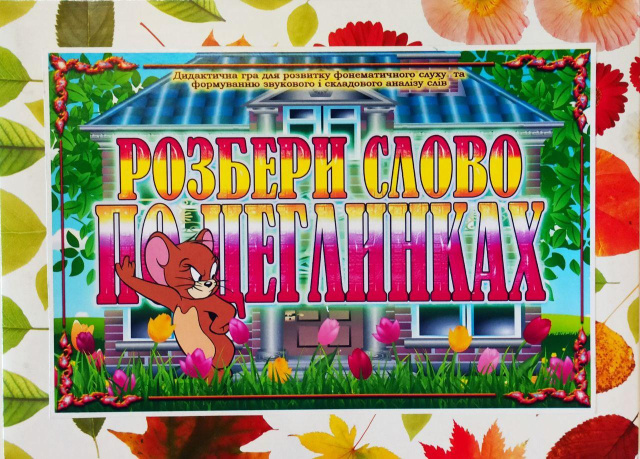 Дидактична гра для розвитку фонематичного слуху та
формуванню звукового і складового аналізу слів
РОЗБЕРИ СЛОВО
ПО ЦЕГЛИНКАХ